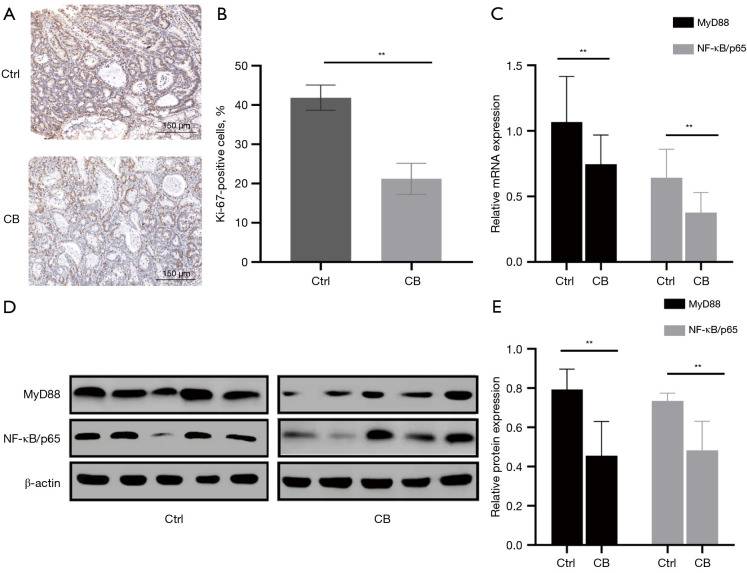 A
Ctrl
150 μm
CB
150 μm
B
**
Ki-67-positive cells, %
50
40
30
20
10
0
Ctrl
CB
C
MyD88
NF-κB/p65
**
**
Relative mRNA expression
1.5
1.0
0.5
0.0
Ctrl
CB
Ctrl
CB
D
MyD88
NF-κB/p65
β-actin
Ctrl
CB
E
MyD88
NF-κB/p65
**
**
Relative protein expression
1.0
0.8
0.6
0.4
0.2
0.0
Ctrl
CB
Ctrl
CB